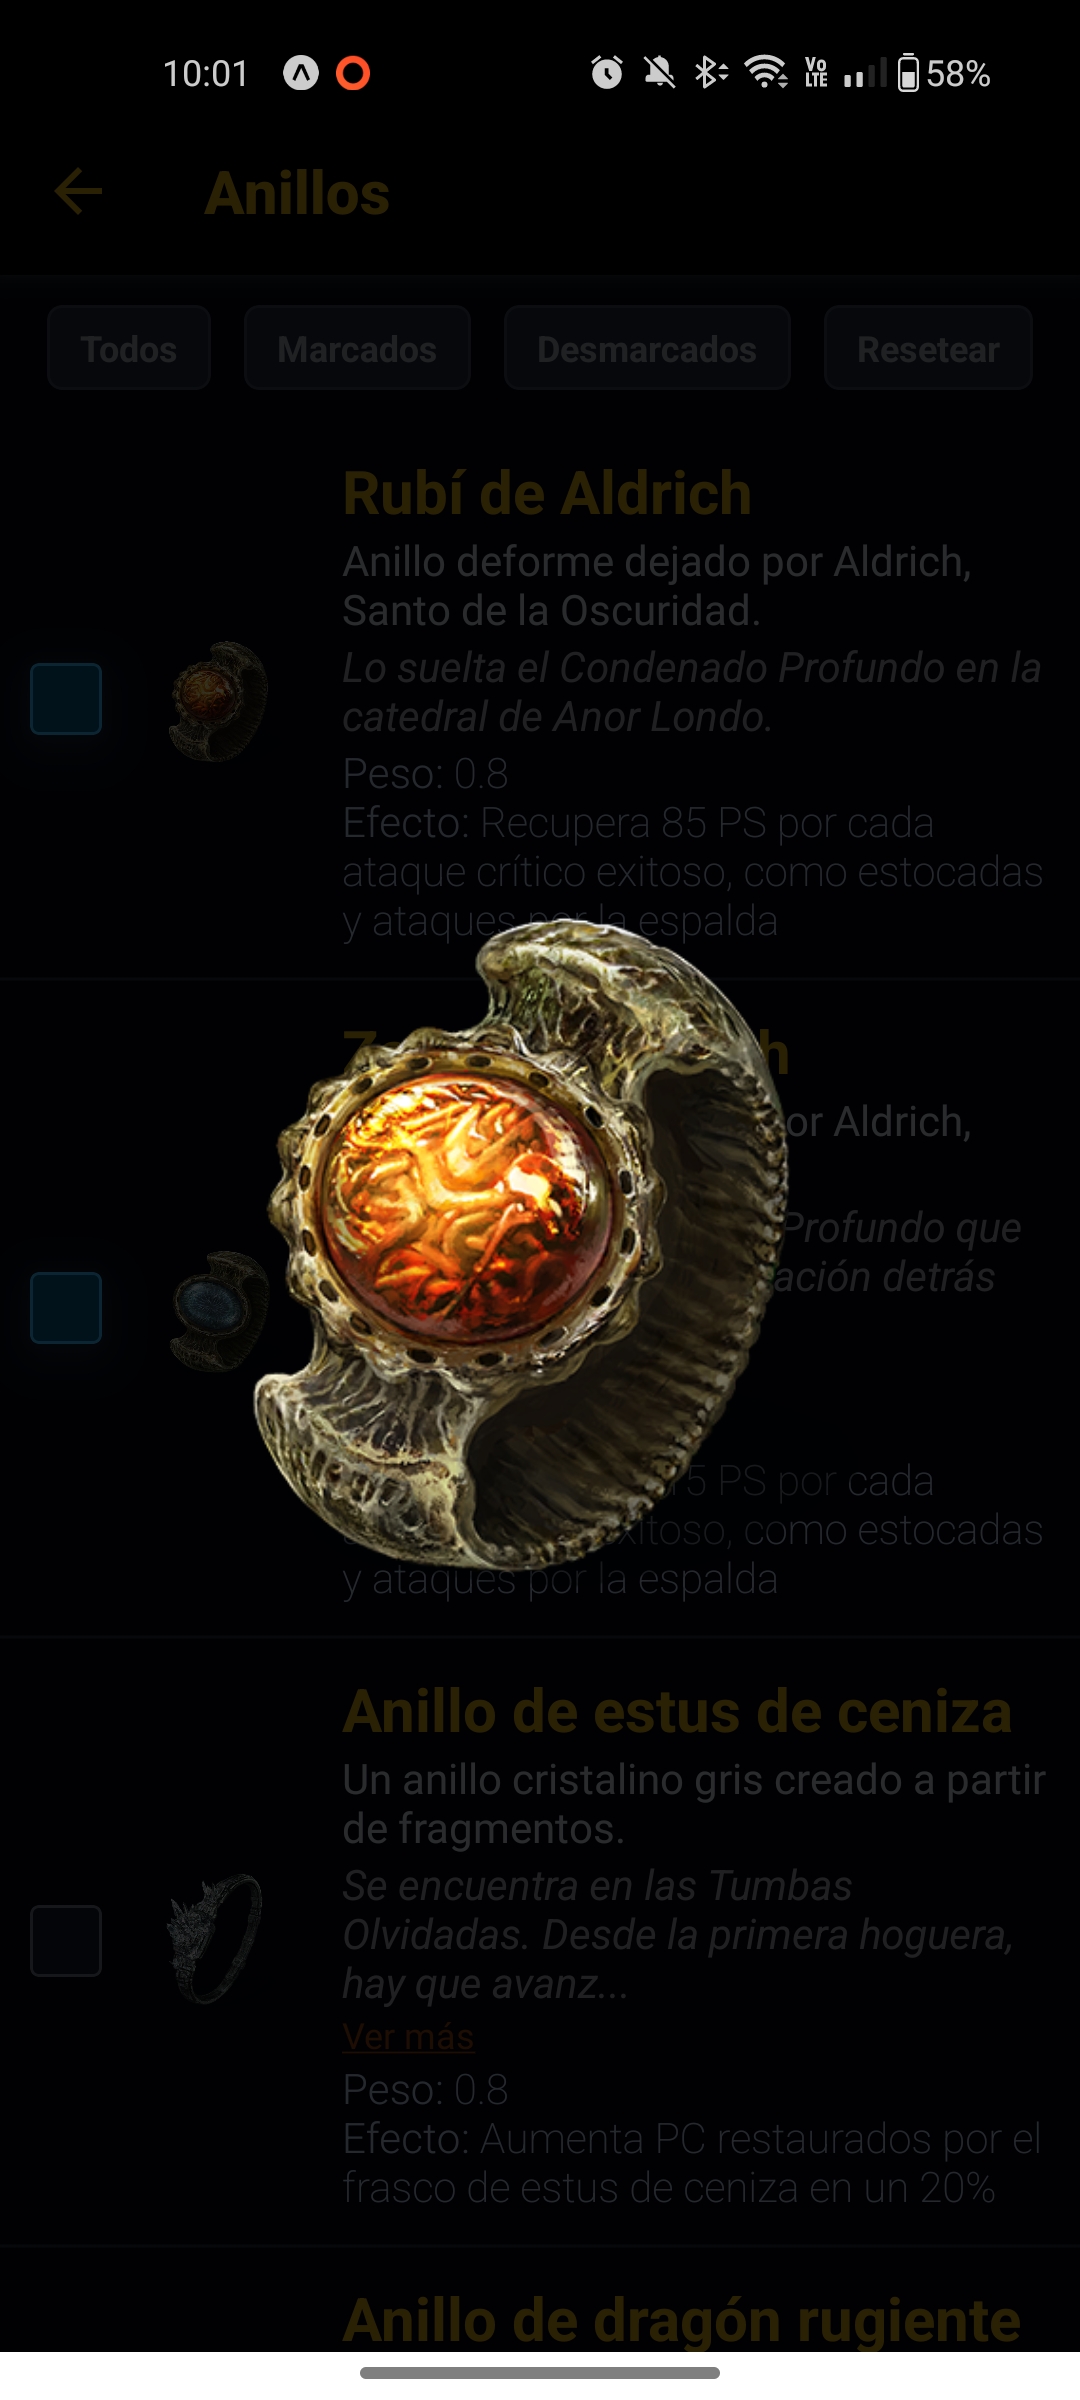 10:01
Vo LTE
58%
Anillos
Todos Marcados Desmarcados Resetear
Rubí de Aldrich
Anillo deforme dejado por Aldrich,
Santo de la Oscuridad.
Lo suelta el Condenado Profundo en la
catedral de Anor Londo.
Peso: 0.8
Efecto: Recupera 85 PS por cada
ataque crítico exitoso, como estocadas
y ataques por la espalda
or Aldrich,
Profundo que
detrás
5 PS por cada
como estocadas
y ataques por la espalda
Anillo de estus de ceniza
Un anillo cristalino gris creado a partir
de fragmentos.
Se encuentra en las Tumbas
Olvidadas. Desde la primera hoguera,
hay que avanz...
Ver más
Peso: 0.8
Efecto: Aumenta PC restaurados por el
frasco de estus de ceniza en un 20%
Anillo de dragón rugiente